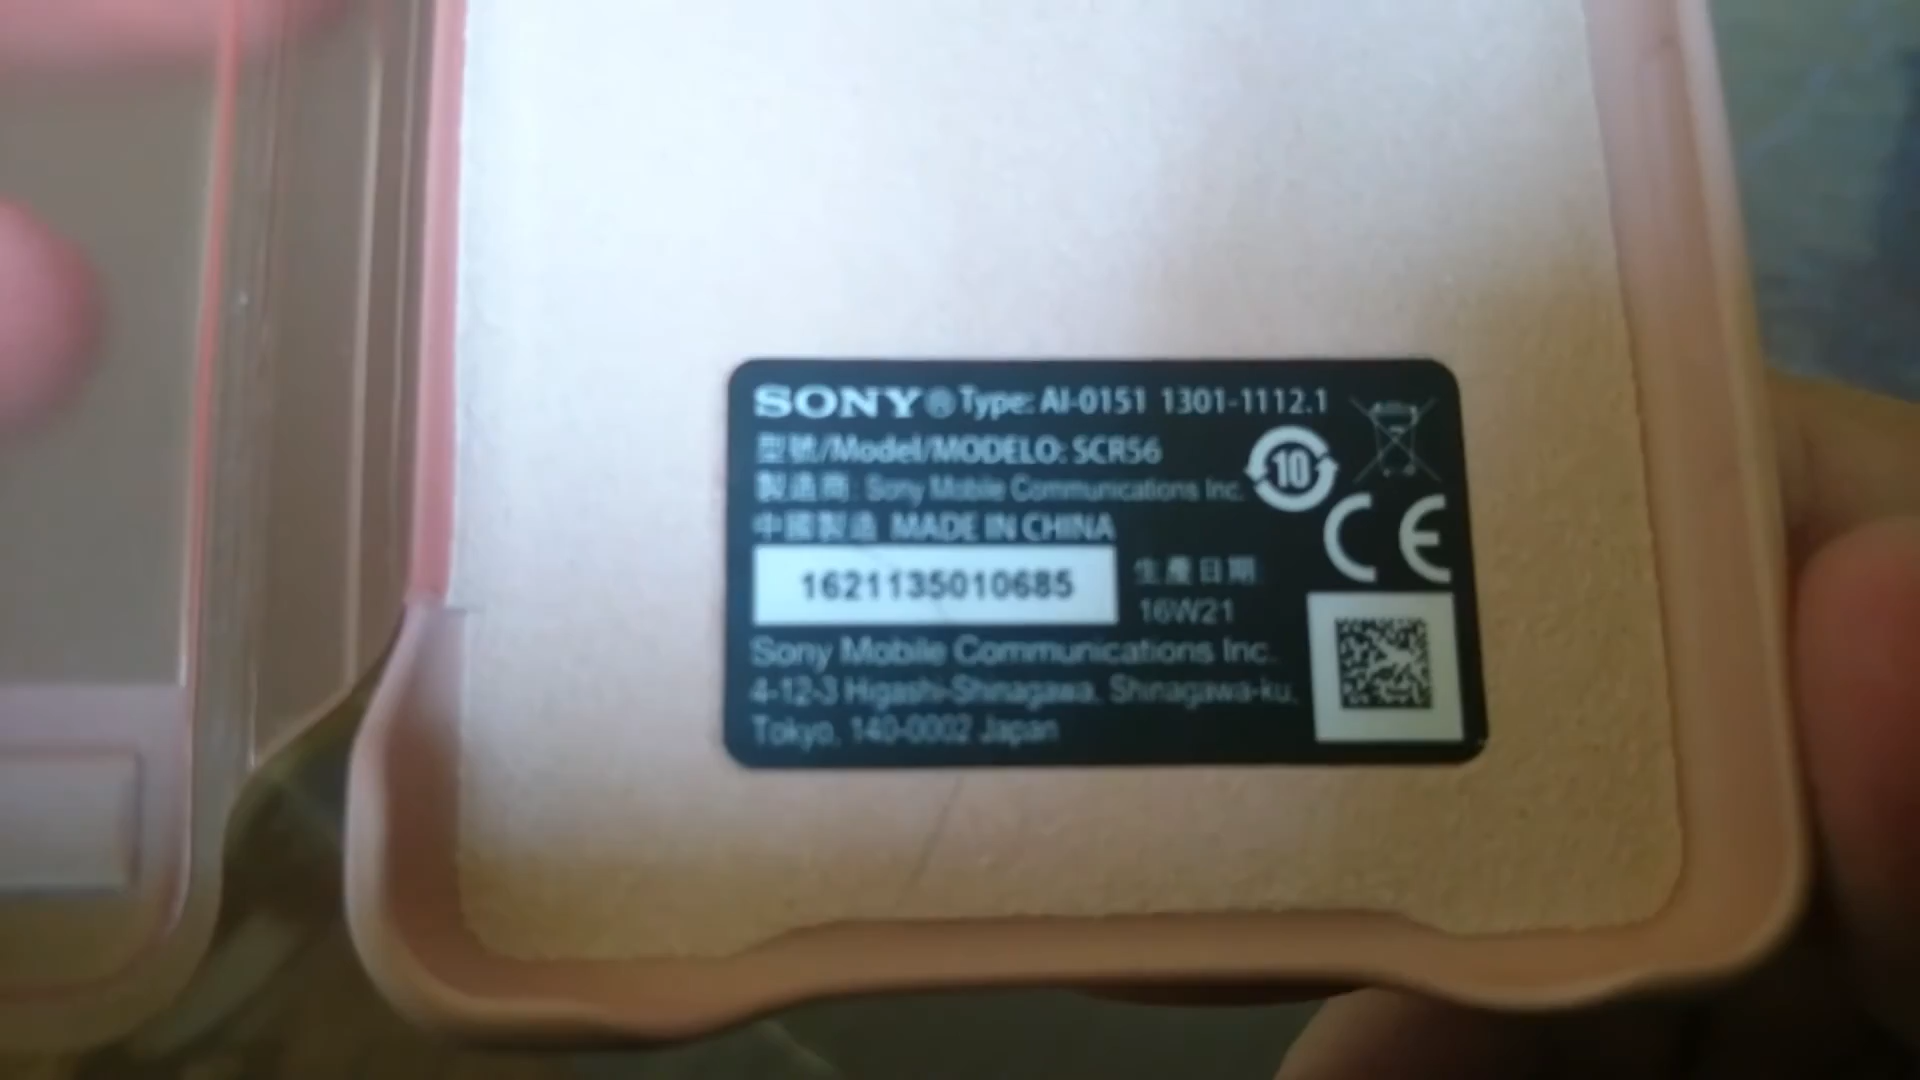 SONY® Type: AI-0151 1301-1112.1
型號/Model/MODELO: SCR56
製造商: Sony Mobile Communications Inc.
10
中國製造 MADE IN CHINA
CE
1621135010685
生產日期
16W21
Sony Mobile Communications Inc.
4-12-3 Higashi-Shinagawa, Shinagawa-ku,
Tokyo, 140-0002 Japan